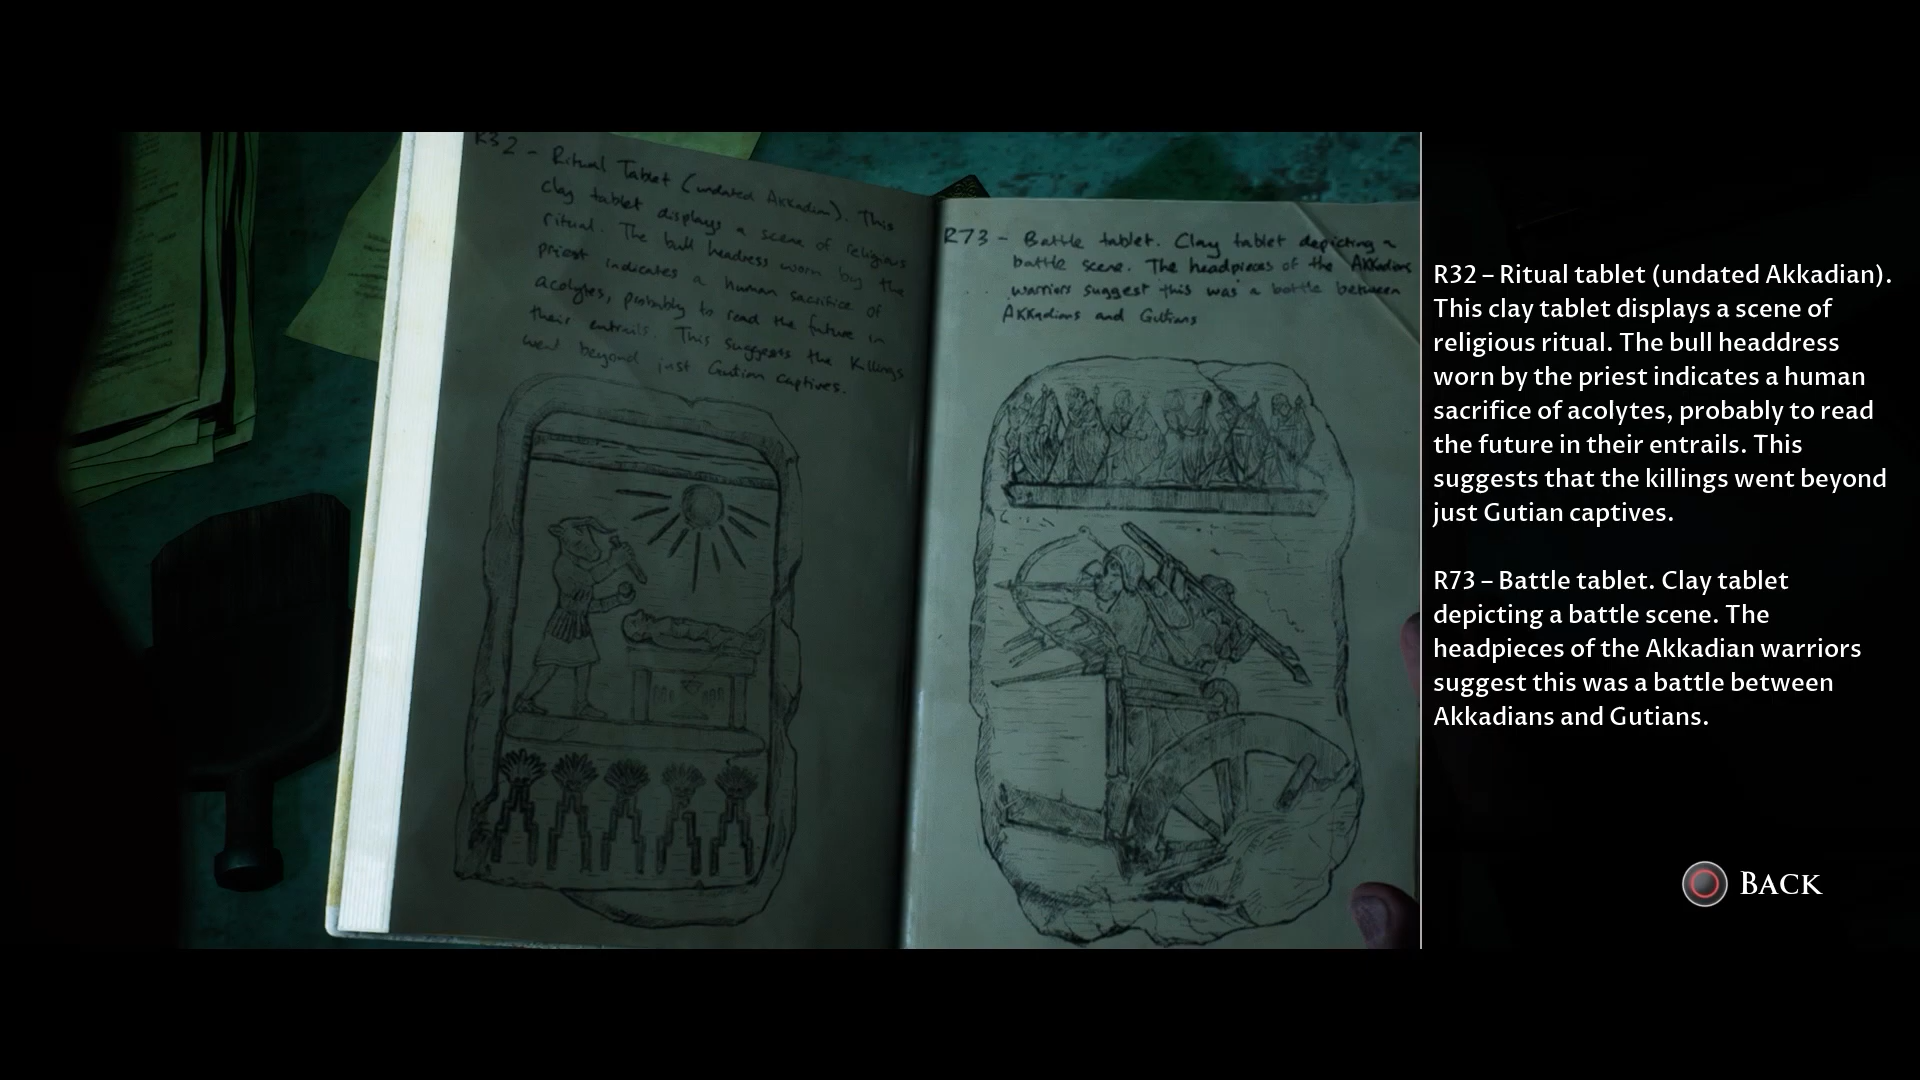 R32 - Ritual Tablet (undated Akkadian). This
clay tablet displays a scene of religious
ritual. The bull headress worn by the
priest indicates a human sacrifice of
acolytes, probably to read the future in
their entrails. This suggests the killings
went beyond just Gutian captives.
R73 - Battle tablet. Clay tablet depicting a
battle scene. The headpieces of the Akkadian
warriors suggest this was a battle between
Akkadians and Gutians
R32 – Ritual tablet (undated Akkadian).
This clay tablet displays a scene of
religious ritual. The bull headdress
worn by the priest indicates a human
sacrifice of acolytes, probably to read
the future in their entrails. This
suggests that the killings went beyond
just Gutian captives.
R73 – Battle tablet. Clay tablet
depicting a battle scene. The
headpieces of the Akkadian warriors
suggest this was a battle between
Akkadians and Gutians.
BACK